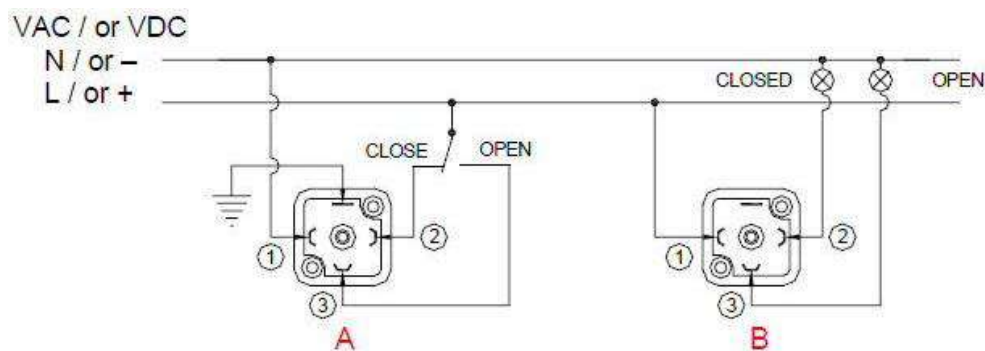 VAC / or VDC
N / or –
L / or +
CLOSED
OPEN
CLOSE
OPEN
1
2
3
A
1
2
3
B